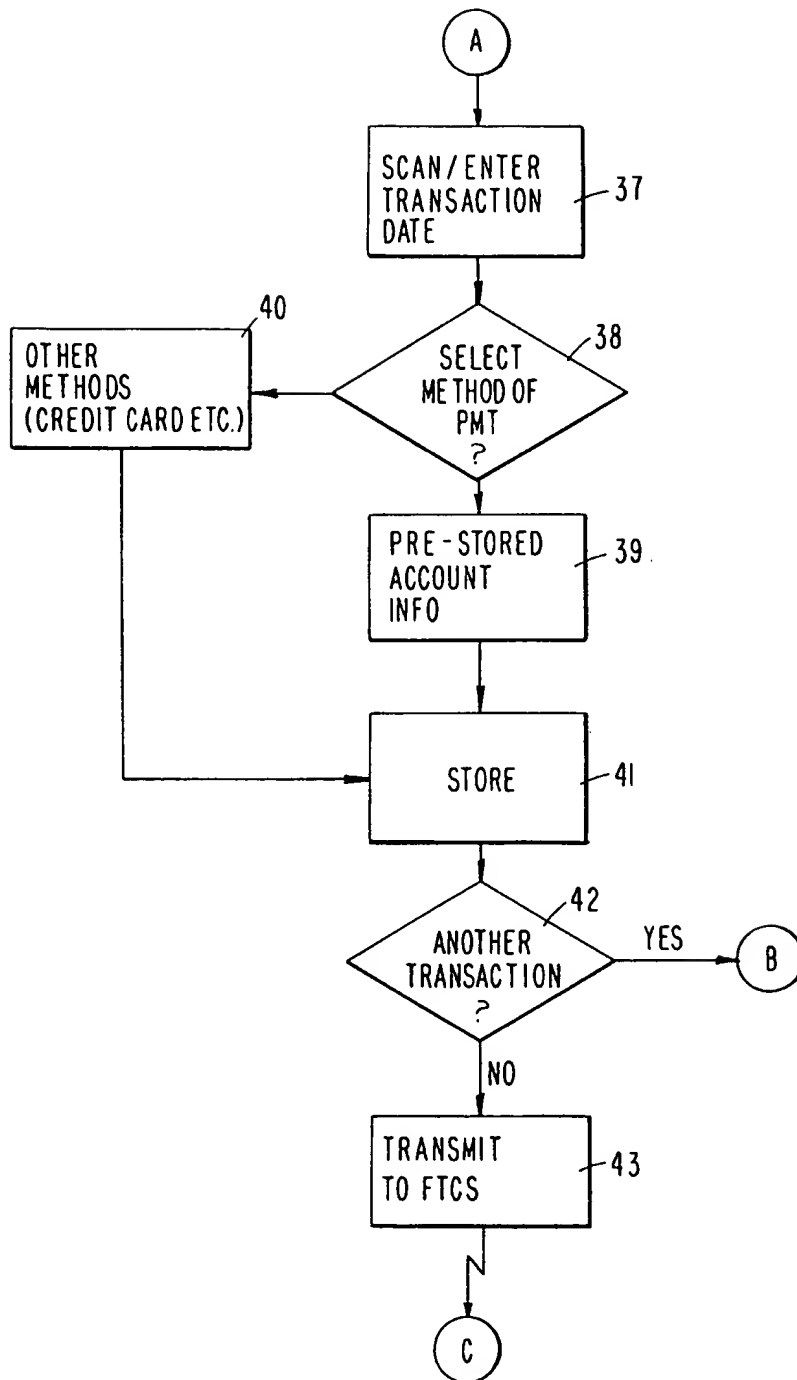 A
SCAN/ENTER
TRANSACTION
DATE
37
40
OTHER
METHODS
(CREDIT CARD ETC.)
38
SELECT
METHOD OF
PMT
?
PRE-STORED
ACCOUNT
INFO
39
STORE
41
42
ANOTHER
TRANSACTION
?
YES
B
NO
TRANSMIT
TO FTCS
43
C